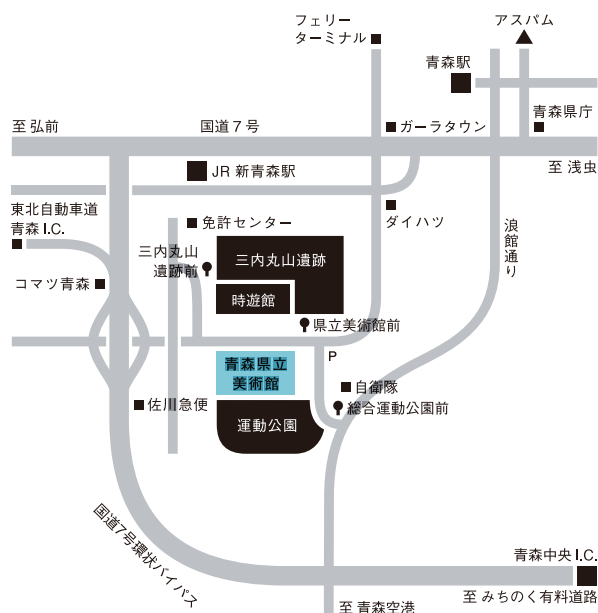 フェリー
ターミナル
アスパム
青森駅
至 弘前
国道7号
ガーラタウン
青森県庁
至 浅虫
JR 新青森駅
東北自動車道
青森 I.C.
免許センター
ダイハツ
浪館通り
三内丸山
遺跡前
三内丸山遺跡
コマツ青森
時遊館
県立美術館前
P
青森県立
美術館
自衛隊
佐川急便
総合運動公園前
運動公園
国道7号環状バイパス
青森中央 I.C.
至 みちのく有料道路
至 青森空港